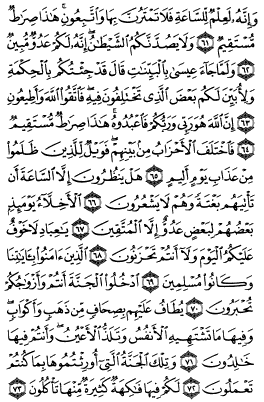 وَإِنَّهُۥ لَعِلْمٌ لِّلسَّاعَةِ فَلَا تَمْتَرُنَّ بِهَا وَٱتَّبِعُونِ ۚ هَٰذَا صِرَٰطٌ
مُّسْتَقِيمٌ ٦١ وَلَا يَصُدَّنَّكُمُ ٱلشَّيْطَٰنُ ۖ إِنَّهُۥ لَكُمْ عَدُوٌّ مُّبِينٌ
٦٢ وَلَمَّا جَآءَ عِيسَىٰ بِٱلْبَيِّنَٰتِ قَالَ قَدْ جِئْتُكُم بِٱلْحِكْمَةِ
وَلِأُبَيِّنَ لَكُم بَعْضَ ٱلَّذِى تَخْتَلِفُونَ فِيهِ ۖ فَٱتَّقُوا۟ ٱللَّهَ وَأَطِيعُونِ
٦٣ إِنَّ ٱللَّهَ هُوَ رَبِّى وَرَبُّكُمْ فَٱعْبُدُوهُ ۚ هَٰذَا صِرَٰطٌ مُّسْتَقِيمٌ
٦٤ فَٱخْتَلَفَ ٱلْأَحْزَابُ مِنۢ بَيْنِهِمْ ۖ فَوَيْلٌ لِّلَّذِينَ ظَلَمُوا۟
مِنْ عَذَابِ يَوْمٍ أَلِيمٍ ٦٥ هَلْ يَنظُرُونَ إِلَّا ٱلسَّاعَةَ أَن
تَأْتِيَهُم بَغْتَةً وَهُمْ لَا يَشْعُرُونَ ٦٦ ٱلْأَخِلَّآءُ يَوْمَئِذٍۭ
بَعْضُهُمْ لِبَعْضٍ عَدُوٌّ إِلَّا ٱلْمُتَّقِينَ ٦٧ يَٰعِبَادِ لَا خَوْفٌ
عَلَيْكُمُ ٱلْيَوْمَ وَلَآ أَنتُمْ تَحْزَنُونَ ٦٨ ٱلَّذِينَ ءَامَنُوا۟ بِـَٔايَٰتِنَا
وَكَانُوا۟ مُسْلِمِينَ ٦٩ ٱدْخُلُوا۟ ٱلْجَنَّةَ أَنتُمْ وَأَزْوَٰجُكُمْ
تُحْبَرُونَ ٧٠ يُطَافُ عَلَيْهِم بِصِحَافٍ مِّن ذَهَبٍ وَأَكْوَابٍ ۖ
وَفِيهَا مَا تَشْتَهِيهِ ٱلْأَنفُسُ وَتَلَذُّ ٱلْأَعْيُنُ ۖ وَأَنتُمْ فِيهَا
خَٰلِدُونَ ٧١ وَتِلْكَ ٱلْجَنَّةُ ٱلَّتِىٓ أُورِثْتُمُوهَا بِمَا كُنتُمْ
تَعْمَلُونَ ٧٢ لَكُمْ فِيهَا فَٰكِهَةٌ كَثِيرَةٌ مِّنْهَا تَأْكُلُونَ ٧٣